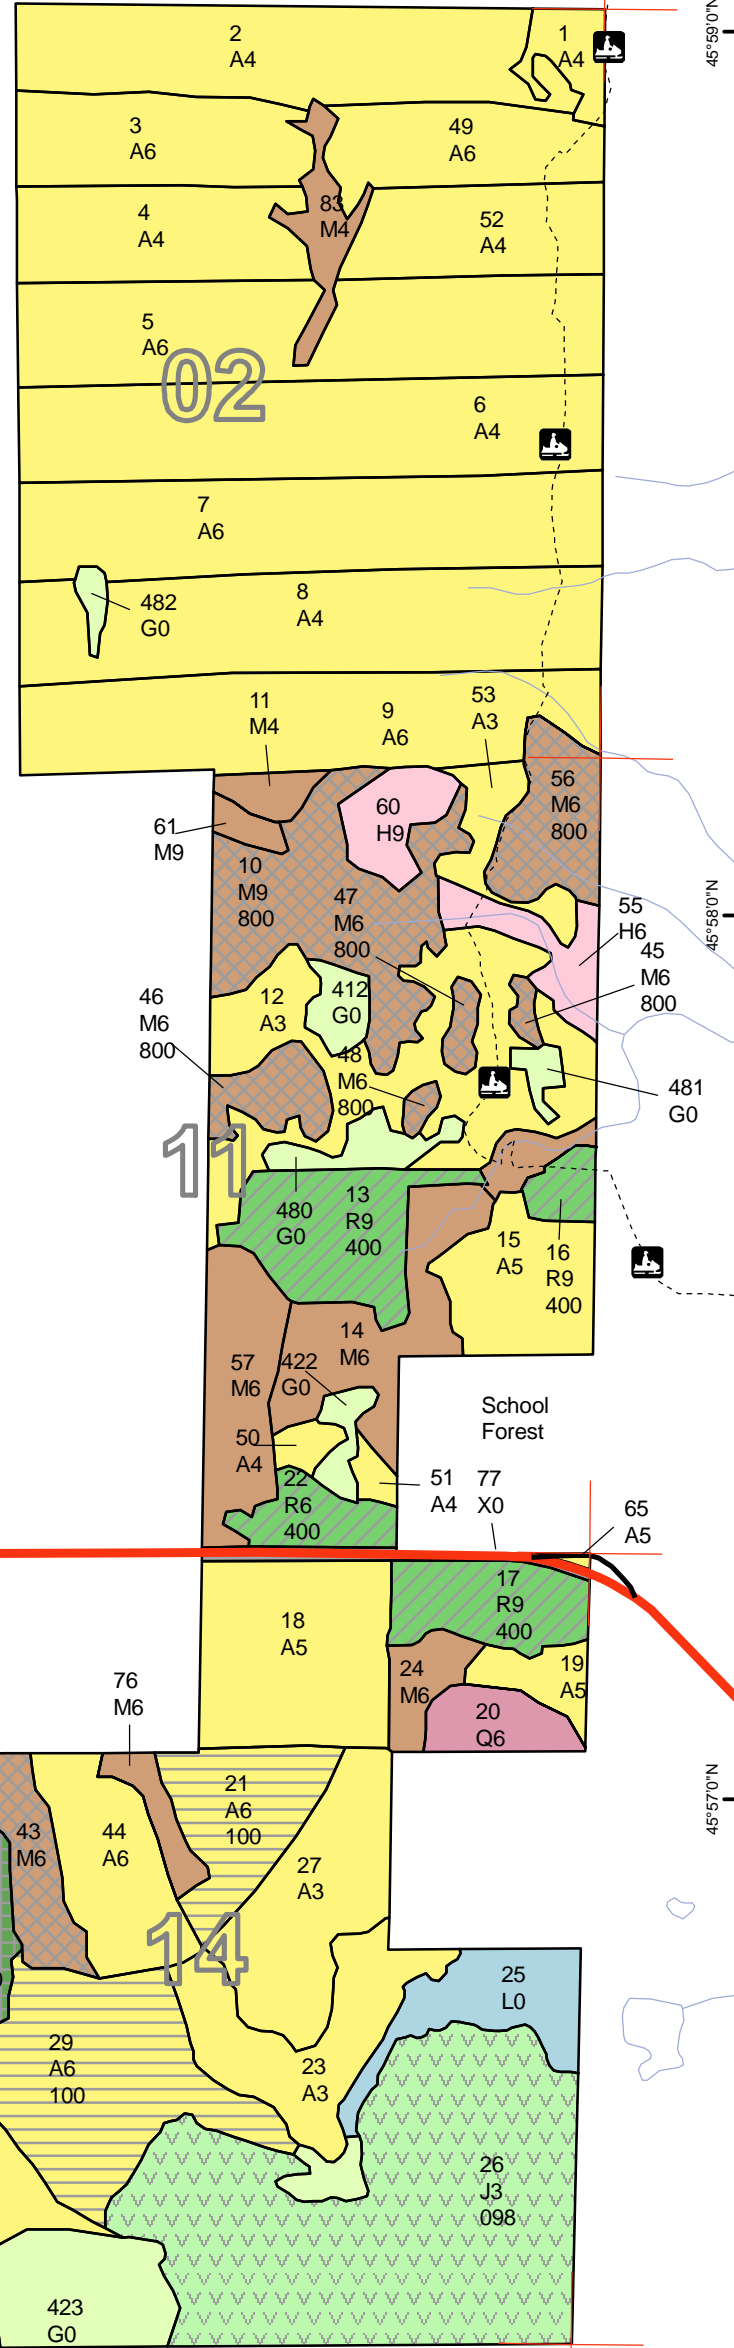 2
A4
1
A4
45°59'0"N
3
A6
49
A6
83
M4
4
A4
52
A4
5
A6
02
6
A4
7
A6
482
G0
8
A4
11
M4
9
A6
53
A3
56
M6
800
60
H9
61
M9
10
M9
800
47
M6
800
45°58'0"N
55
H6
45
M6
800
46
M6
800
12
A3
412
G0
48
M6
800
481
G0
11
480
G0
13
R9
400
15
A5
16
R9
400
14
M6
57
M6
422
G0
School
Forest
50
A4
22
R6
400
51
A4
77
X0
65
A5
17
R9
400
18
A5
24
M6
19
A5
20
Q6
76
M6
21
A6
100
45°57'0"N
43
M6
44
A6
27
A3
14
25
L0
29
A6
100
23
A3
26
J3
098
423
G0